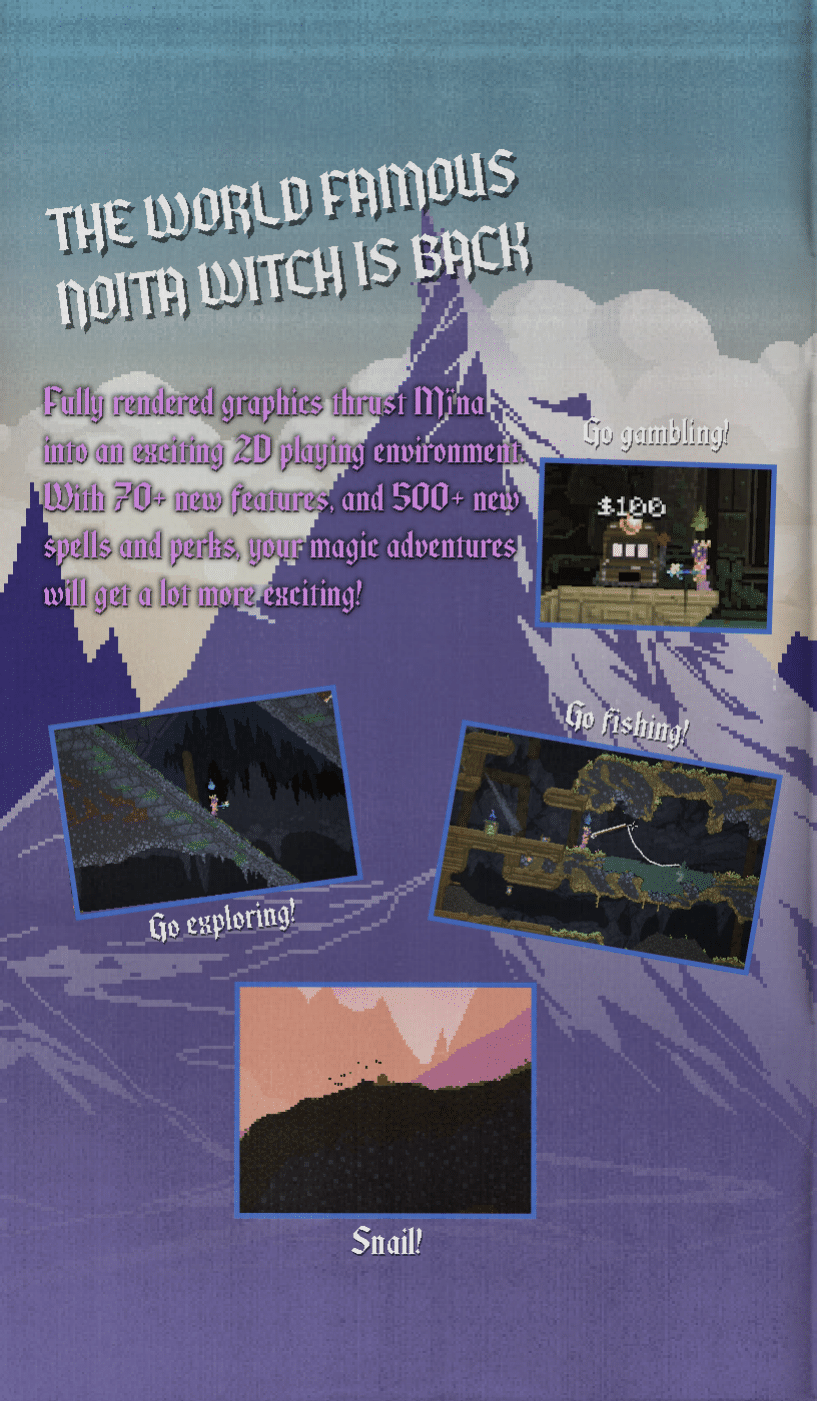 THE WORLD FAMOUS
NOITA WITCH IS BACK
Fully rendered graphics thrust Mina
into an exciting 2D playing environment.
With 70+ new features, and 500+ new
spells and perks, your magic adventures
will get a lot more exciting!
Go gambling!
$100
Go fishing!
Go exploring!
Snail!